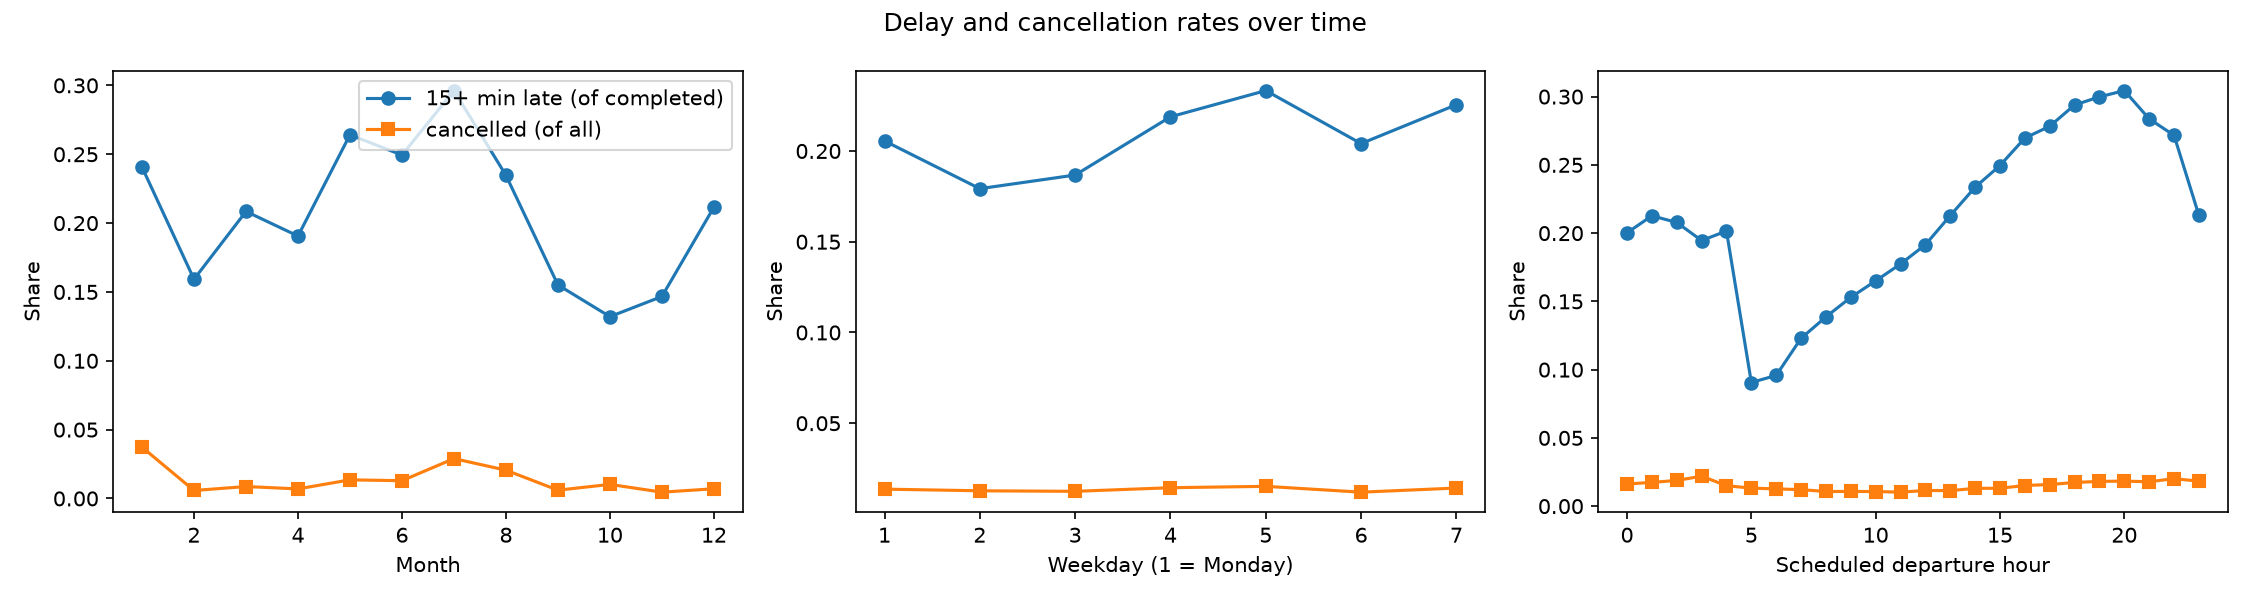 Delay and cancellation rates over time
0.30
0.25
0.20
0.15
0.10
0.05
0.00
Share
15+ min late (of completed)
cancelled (of all)
2 4 6 8 10 12
Month
0.20
0.15
0.10
0.05
Share
1 2 3 4 5 6 7
Weekday (1 = Monday)
0.30
0.25
0.20
0.15
0.10
0.05
0.00
Share
0 5 10 15 20
Scheduled departure hour